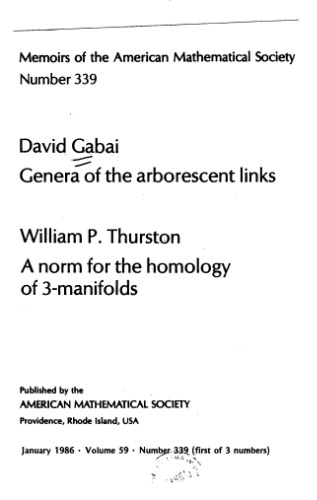 Memoirs of the American Mathematical Society
Number 339
David Gabai
Genera of the arborescent links
William P. Thurston
A norm for the homology
of 3-manifolds
Published by the
AMERICAN MATHEMATICAL SOCIETY
Providence, Rhode Island, USA
January 1986 · Volume 59 · Number 339 (first of 3 numbers)